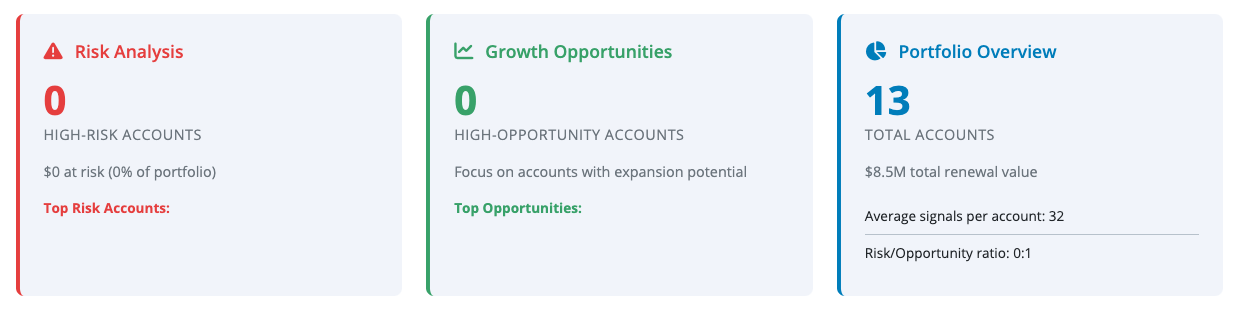 Risk Analysis
0
HIGH-RISK ACCOUNTS
$0 at risk (0% of portfolio)
Top Risk Accounts:
Growth Opportunities
0
HIGH-OPPORTUNITY ACCOUNTS
Focus on accounts with expansion potential
Top Opportunities:
Portfolio Overview
13
TOTAL ACCOUNTS
$8.5M total renewal value
Average signals per account: 32
Risk/Opportunity ratio: 0:1